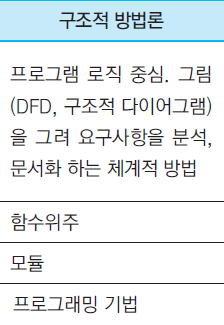 구조적 방법론
프로그램 로직 중심. 그림
(DFD, 구조적 다이어그램)
을 그려 요구사항을 분석,
문서화 하는 체계적 방법
함수위주
모듈
프로그래밍 기법